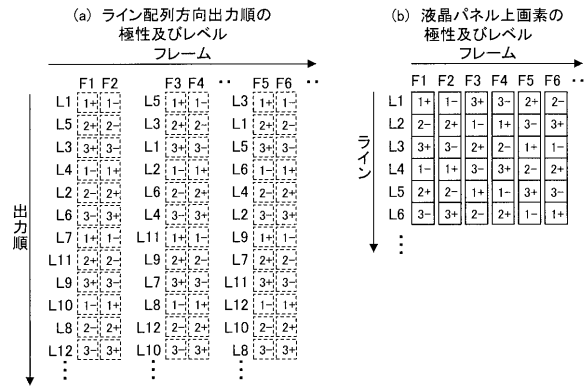 (a) ライン配列方向出力順の
極性及びレベル
フレーム
F1 F2 F3 F4 ‥ F5 F6 ‥
L1 1+ 1- L5 1+ 1- L3 1+ 1-
L5 2+ 2- L3 2+ 2- L1 2+ 2-
L3 3+ 3- L1 3+ 3- L5 3+ 3-
L4 1- 1+ L2 1- 1+ L6 1- 1+
L2 2- 2+ L6 2- 2+ L4 2- 2+
L6 3- 3+ L4 3- 3+ L2 3- 3+
L7 1+ 1- L11 1+ 1- L9 1+ 1-
L11 2+ 2- L9 2+ 2- L7 2+ 2-
L9 3+ 3- L7 3+ 3- L11 3+ 3-
L10 1- 1+ L8 1- 1+ L12 1- 1+
L8 2- 2+ L12 2- 2+ L10 2- 2+
L12 3- 3+ L10 3- 3+ L8 3- 3+
出力順
(b) 液晶パネル上画素の
極性及びレベル
フレーム
F1 F2 F3 F4 F5 F6 ‥
L1 1+ 1- 3+ 3- 2+ 2-
L2 2- 2+ 1- 1+ 3- 3+
L3 3+ 3- 2+ 2- 1+ 1-
L4 1- 1+ 3- 3+ 2- 2+
L5 2+ 2- 1+ 1- 3+ 3-
L6 3- 3+ 2- 2+ 1- 1+
ライン